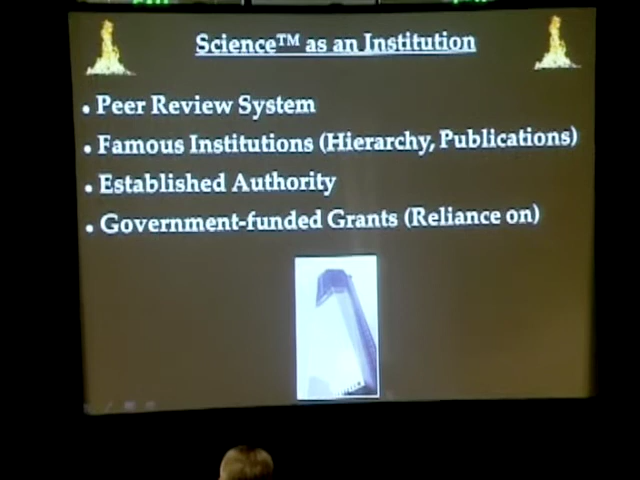 Science™ as an Institution
• Peer Review System
• Famous Institutions (Hierarchy, Publications)
• Established Authority
• Government-funded Grants (Reliance on)